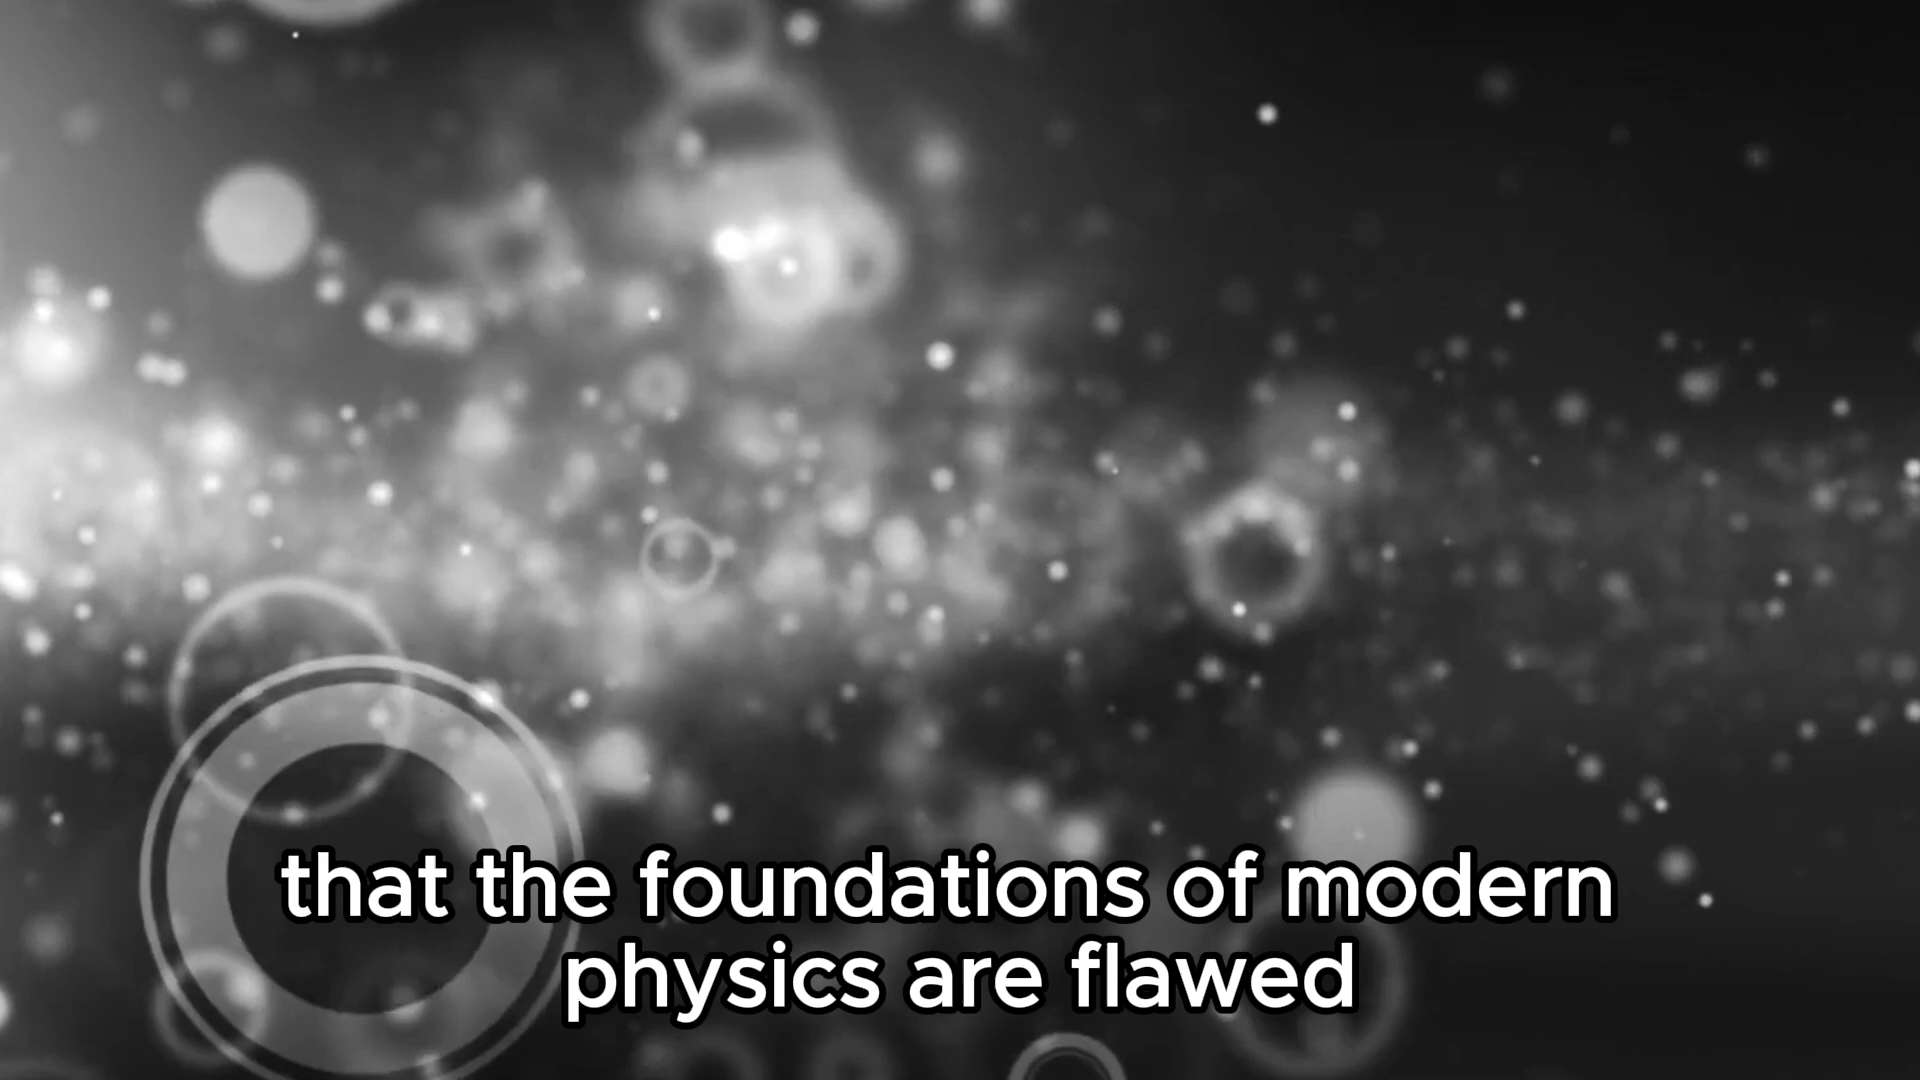 that the foundations of modern
physics are flawed